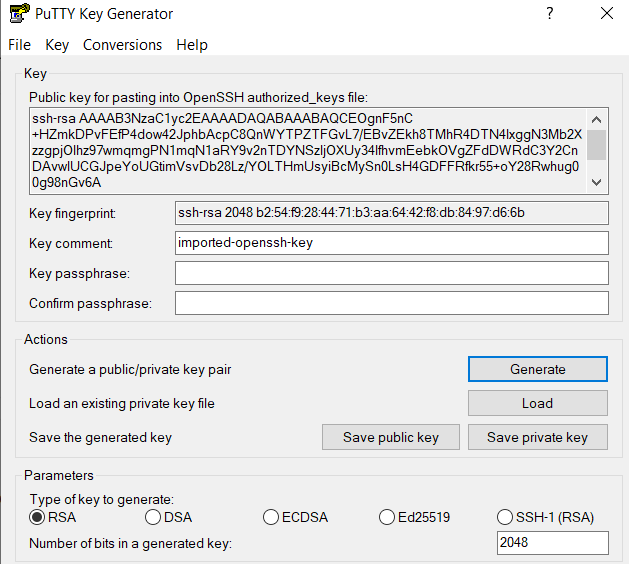 PuTTY Key Generator
File Key Conversions Help
Key
Public key for pasting into OpenSSH authorized_keys file:
ssh-rsa AAAAB3NzaC1yc2EAAAADAQABAAABAQCEOgnF5nC
+HZmkDPvFEfP4dow42JphbAcpC8QnWYTPZTFGvL7/EBvZEkh8TMhR4DTN4lxggN3Mb2X
zzgpjOlhz97wmqmgPN1mqN1aRY9v2nTDYNSzljOXUy34lfhvmEebkOVgZFdDWRdC3Y2Cn
DAvwlUCGJpeYoUGtimVsvDb28Lz/YOLTHmUsyiBcMySn0LsH4GDFFRfkr55+oY28Rwhug0
0g98nGv6A
Key fingerprint:
ssh-rsa 2048 b2:54:f9:28:44:71:b3:aa:64:42:f8:db:84:97:d6:6b
Key comment:
imported-openssh-key
Key passphrase:
Confirm passphrase:
Actions
Generate a public/private key pair
Generate
Load an existing private key file
Load
Save the generated key
Save public key
Save private key
Parameters
Type of key to generate:
RSA
DSA
ECDSA
Ed25519
SSH-1 (RSA)
Number of bits in a generated key:
2048